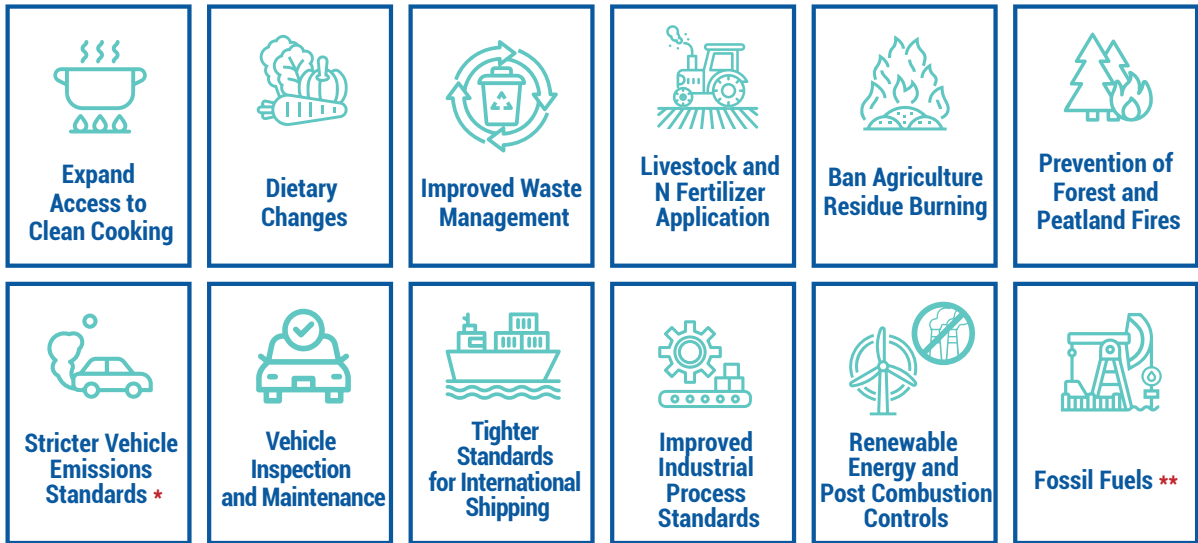 Expand
Access to
Clean Cooking
Dietary
Changes
Improved Waste
Management
Livestock and
N Fertilizer
Application
Ban Agriculture
Residue Burning
Prevention of
Forest and
Peatland Fires
Stricter Vehicle
Emissions
Standards *
Vehicle
Inspection
and Maintenance
Tighter
Standards
for International
Shipping
Improved
Industrial
Process
Standards
Renewable
Energy and
Post Combustion
Controls
Fossil Fuels **